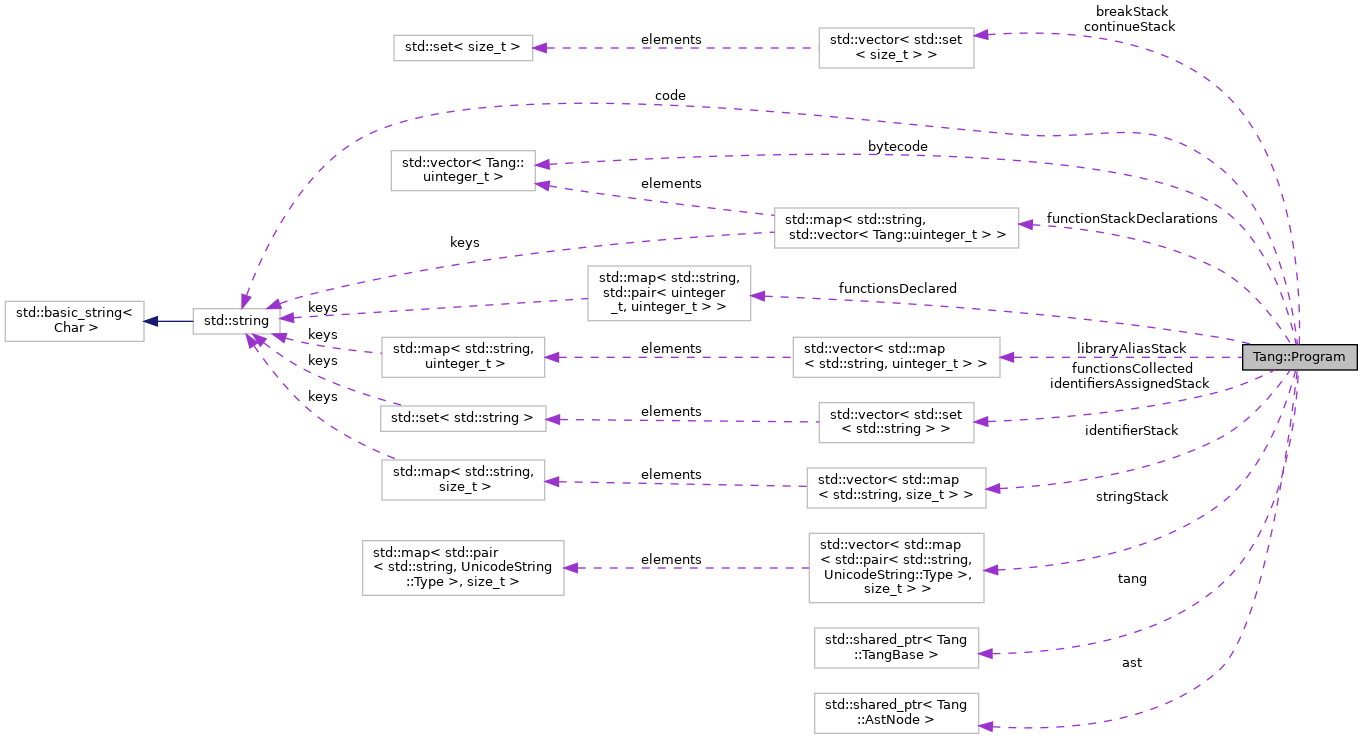 breakStack
continueStack
std::set< size_t >
elements
std::vector< std::set
< size_t > >
code
bytecode
std::vector< Tang::
uinteger_t >
elements
std::map< std::string,
std::vector< Tang::uinteger_t > >
functionStackDeclarations
keys
std::map< std::string,
std::pair< uinteger
_t, uinteger_t > >
functionsDeclared
std::basic_string<
Char >
std::string
keys
keys
std::map< std::string,
uinteger_t >
elements
std::vector< std::map
< std::string, uinteger_t > >
libraryAliasStack
Tang::Program
keys
functionsCollected
identifiersAssignedStack
std::set< std::string >
elements
std::vector< std::set
< std::string > >
keys
identifierStack
std::map< std::string,
size_t >
elements
std::vector< std::map
< std::string, size_t > >
stringStack
std::map< std::pair
< std::string, UnicodeString
::Type >, size_t >
elements
std::vector< std::map
< std::pair< std::string,
UnicodeString::Type >,
size_t > >
tang
std::shared_ptr< Tang
::TangBase >
ast
std::shared_ptr< Tang
::AstNode >